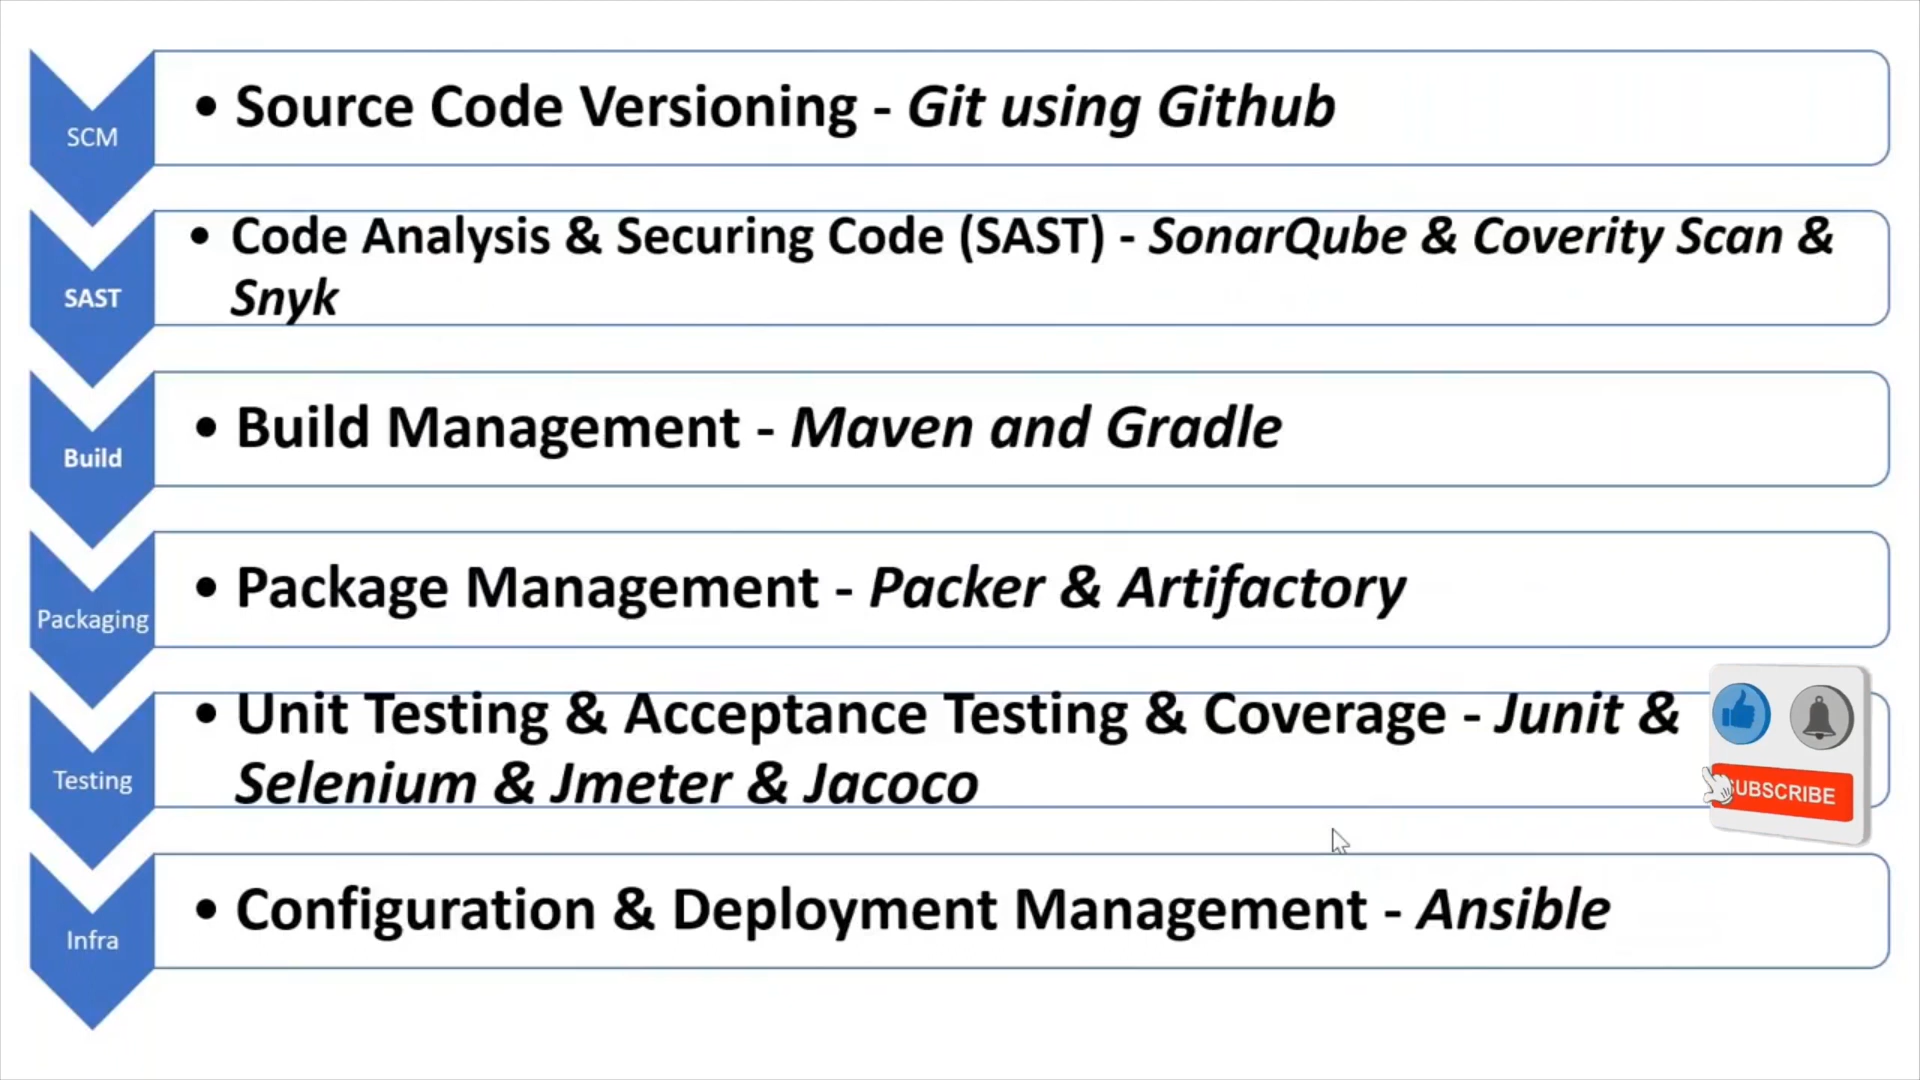 SCM
• Source Code Versioning - Git using Github
SAST
• Code Analysis & Securing Code (SAST) - SonarQube & Coverity Scan &
Snyk
Build
• Build Management - Maven and Gradle
Packaging
• Package Management - Packer & Artifactory
Testing
• Unit Testing & Acceptance Testing & Coverage - Junit &
Selenium & Jmeter & Jacoco
SUBSCRIBE
Infra
• Configuration & Deployment Management - Ansible